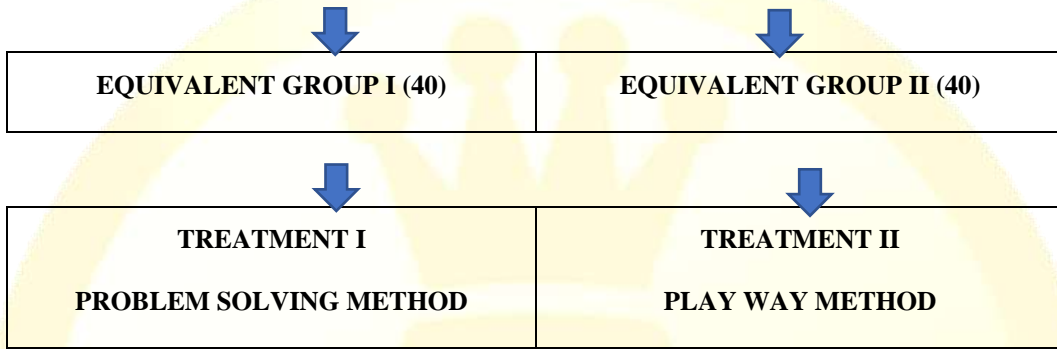 EQUIVALENT GROUP I (40)
EQUIVALENT GROUP II (40)
TREATMENT I
PROBLEM SOLVING METHOD
TREATMENT II
PLAY WAY METHOD